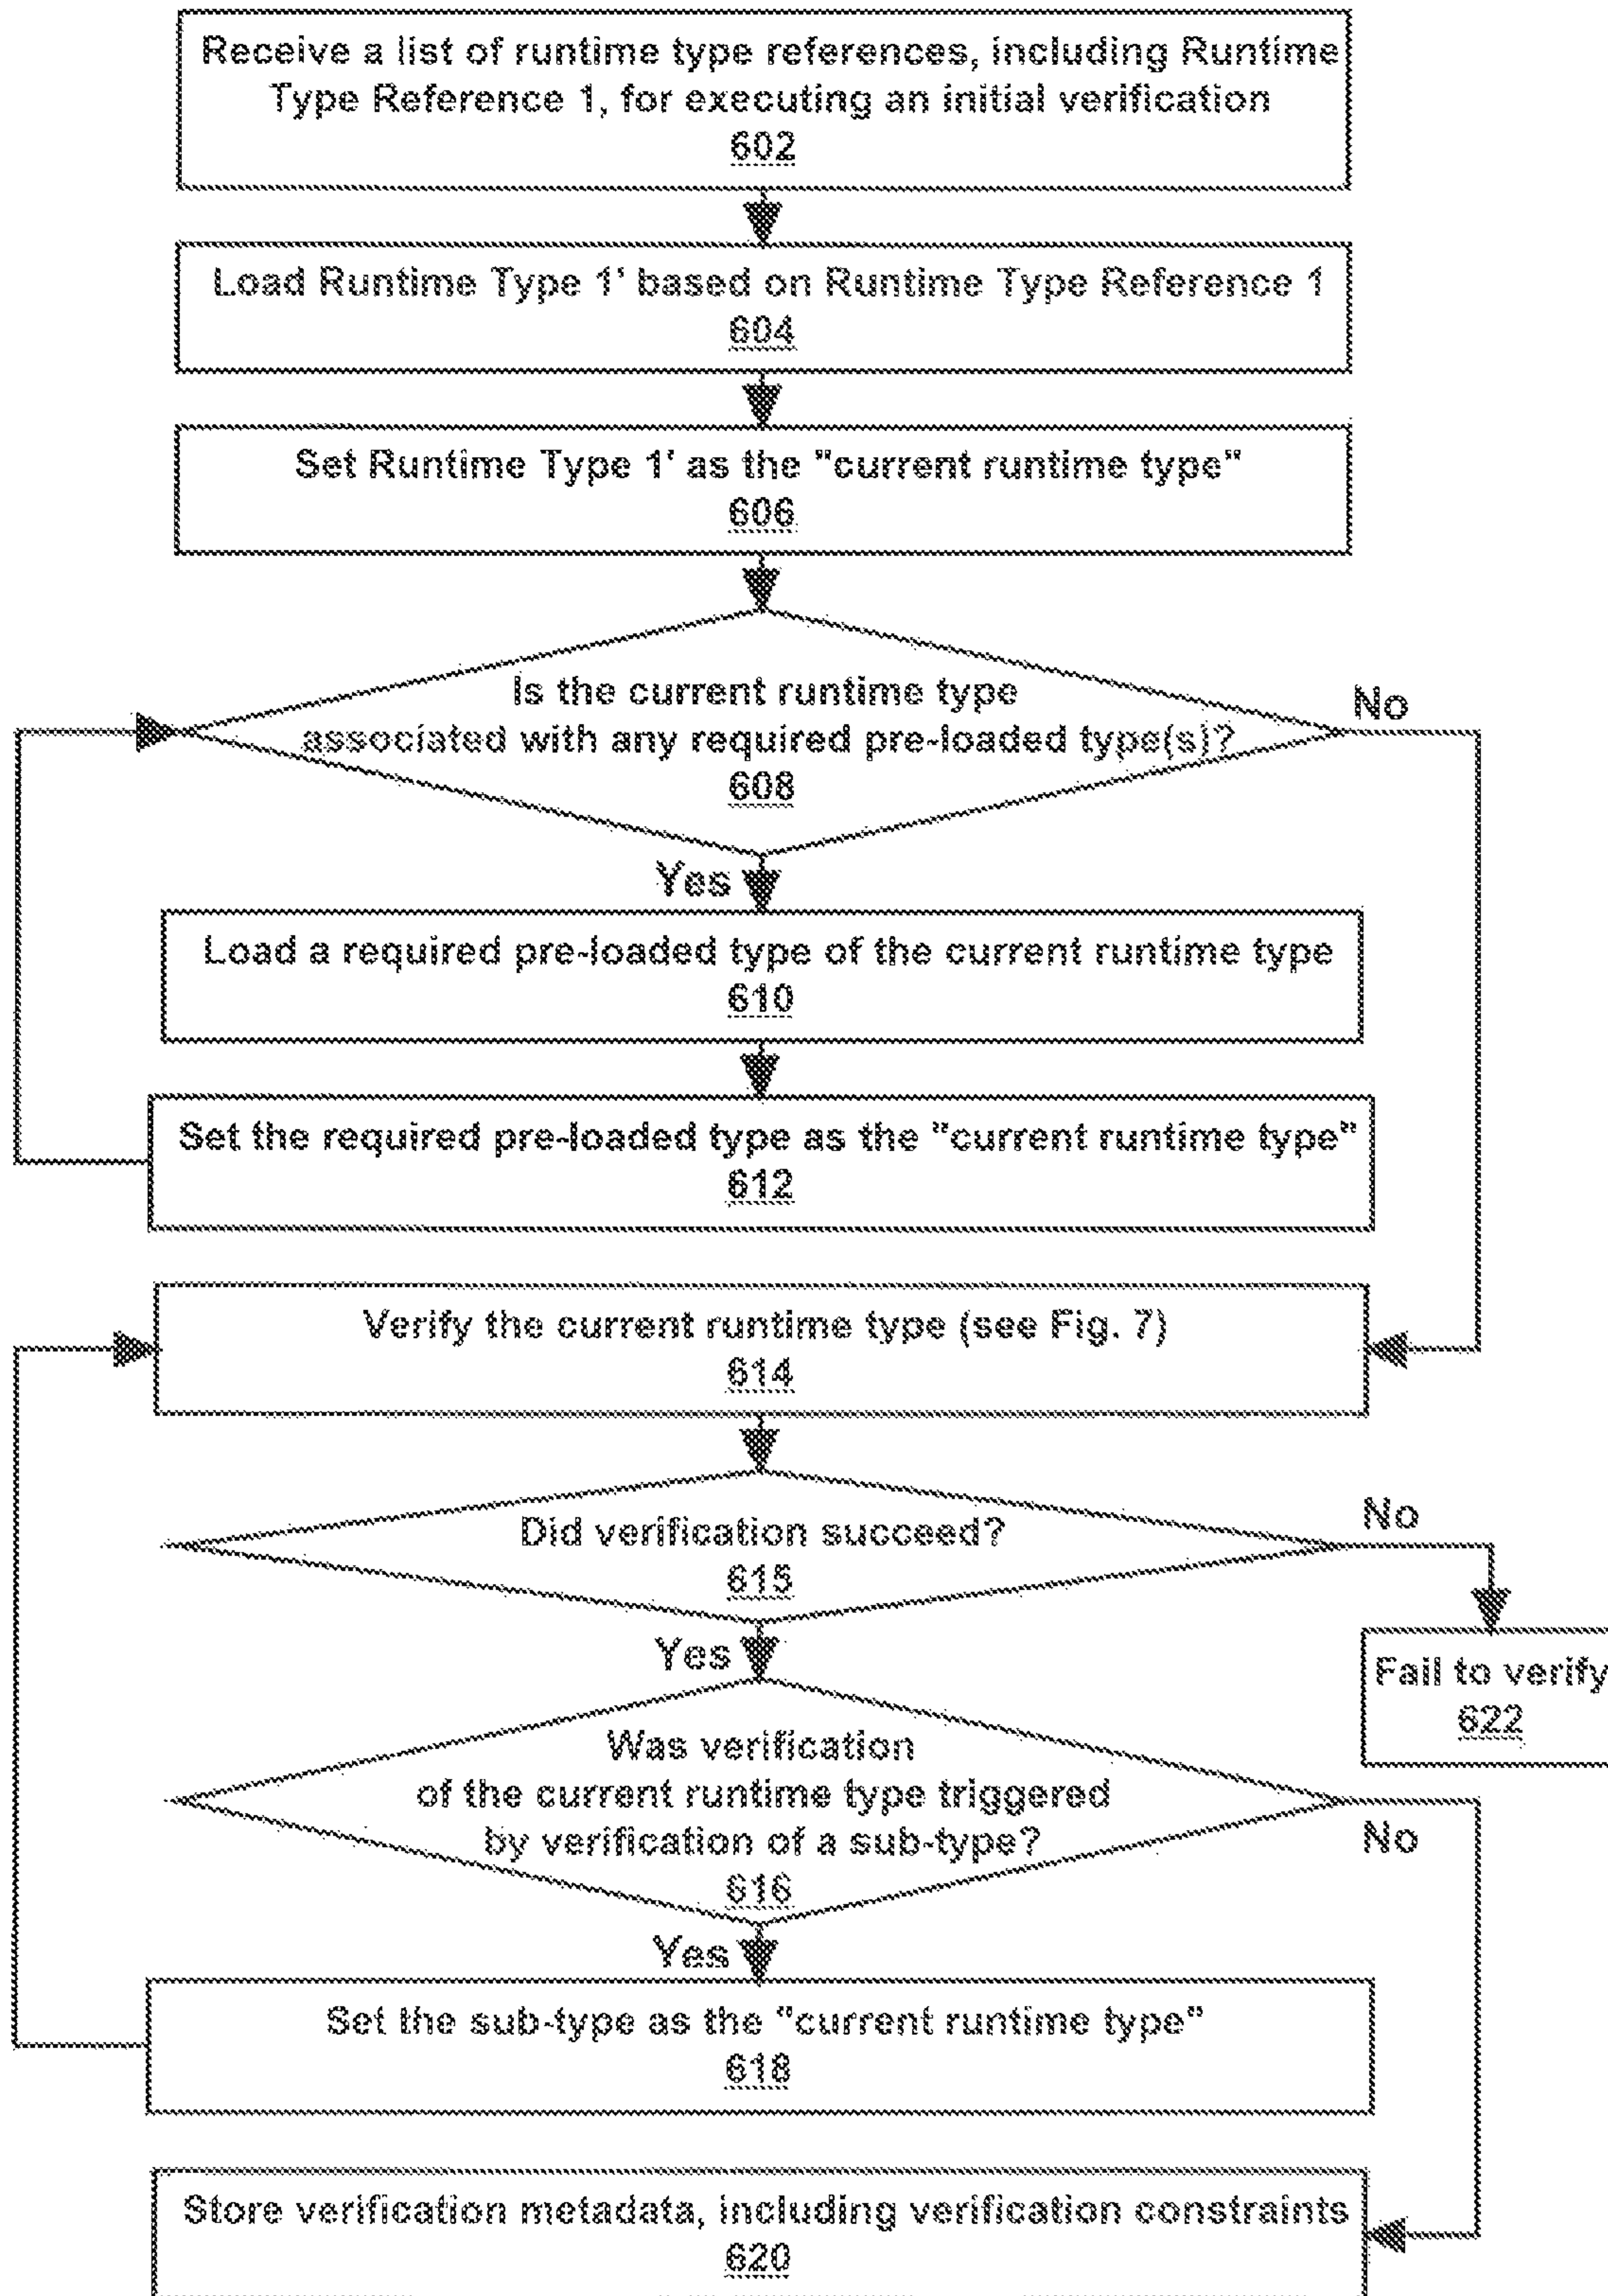 Receive a list of runtime type references, including Runtime
Type Reference 1, for executing an initial verification
602
Load Runtime Type 1' based on Runtime Type Reference 1
604
Set Runtime Type 1' as the "current runtime type"
606
Is the current runtime type
associated with any required pre-loaded type(s)?
608
No
Yes
Load a required pre-loaded type of the current runtime type
610
Set the required pre-loaded type as the "current runtime type"
612
Verify the current runtime type (see Fig. 7)
614
Did verification succeed?
615
No
Yes
Fail to verify
622
Was verification
of the current runtime type triggered
by verification of a sub-type?
616
No
Yes
Set the sub-type as the "current runtime type"
618
Store verification metadata, including verification constraints
620